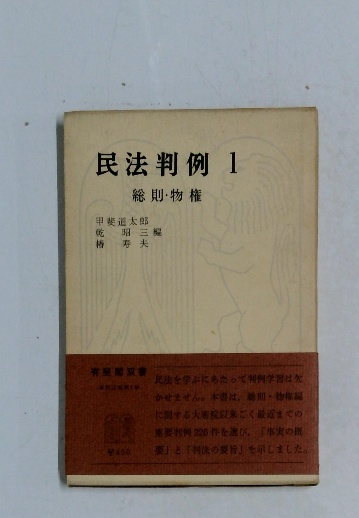 民法判例 1
総則·物権
甲斐道太郎
乾 昭三編
椿 寿夫
有斐閣双書
民法を学ぶにあたって判例学習は欠
かせません。本書は、総則・物権編
に関する大審院以来ごく最近までの
重要判例226件を選び、「事実の概
要」と「判決の要旨」を示しました。